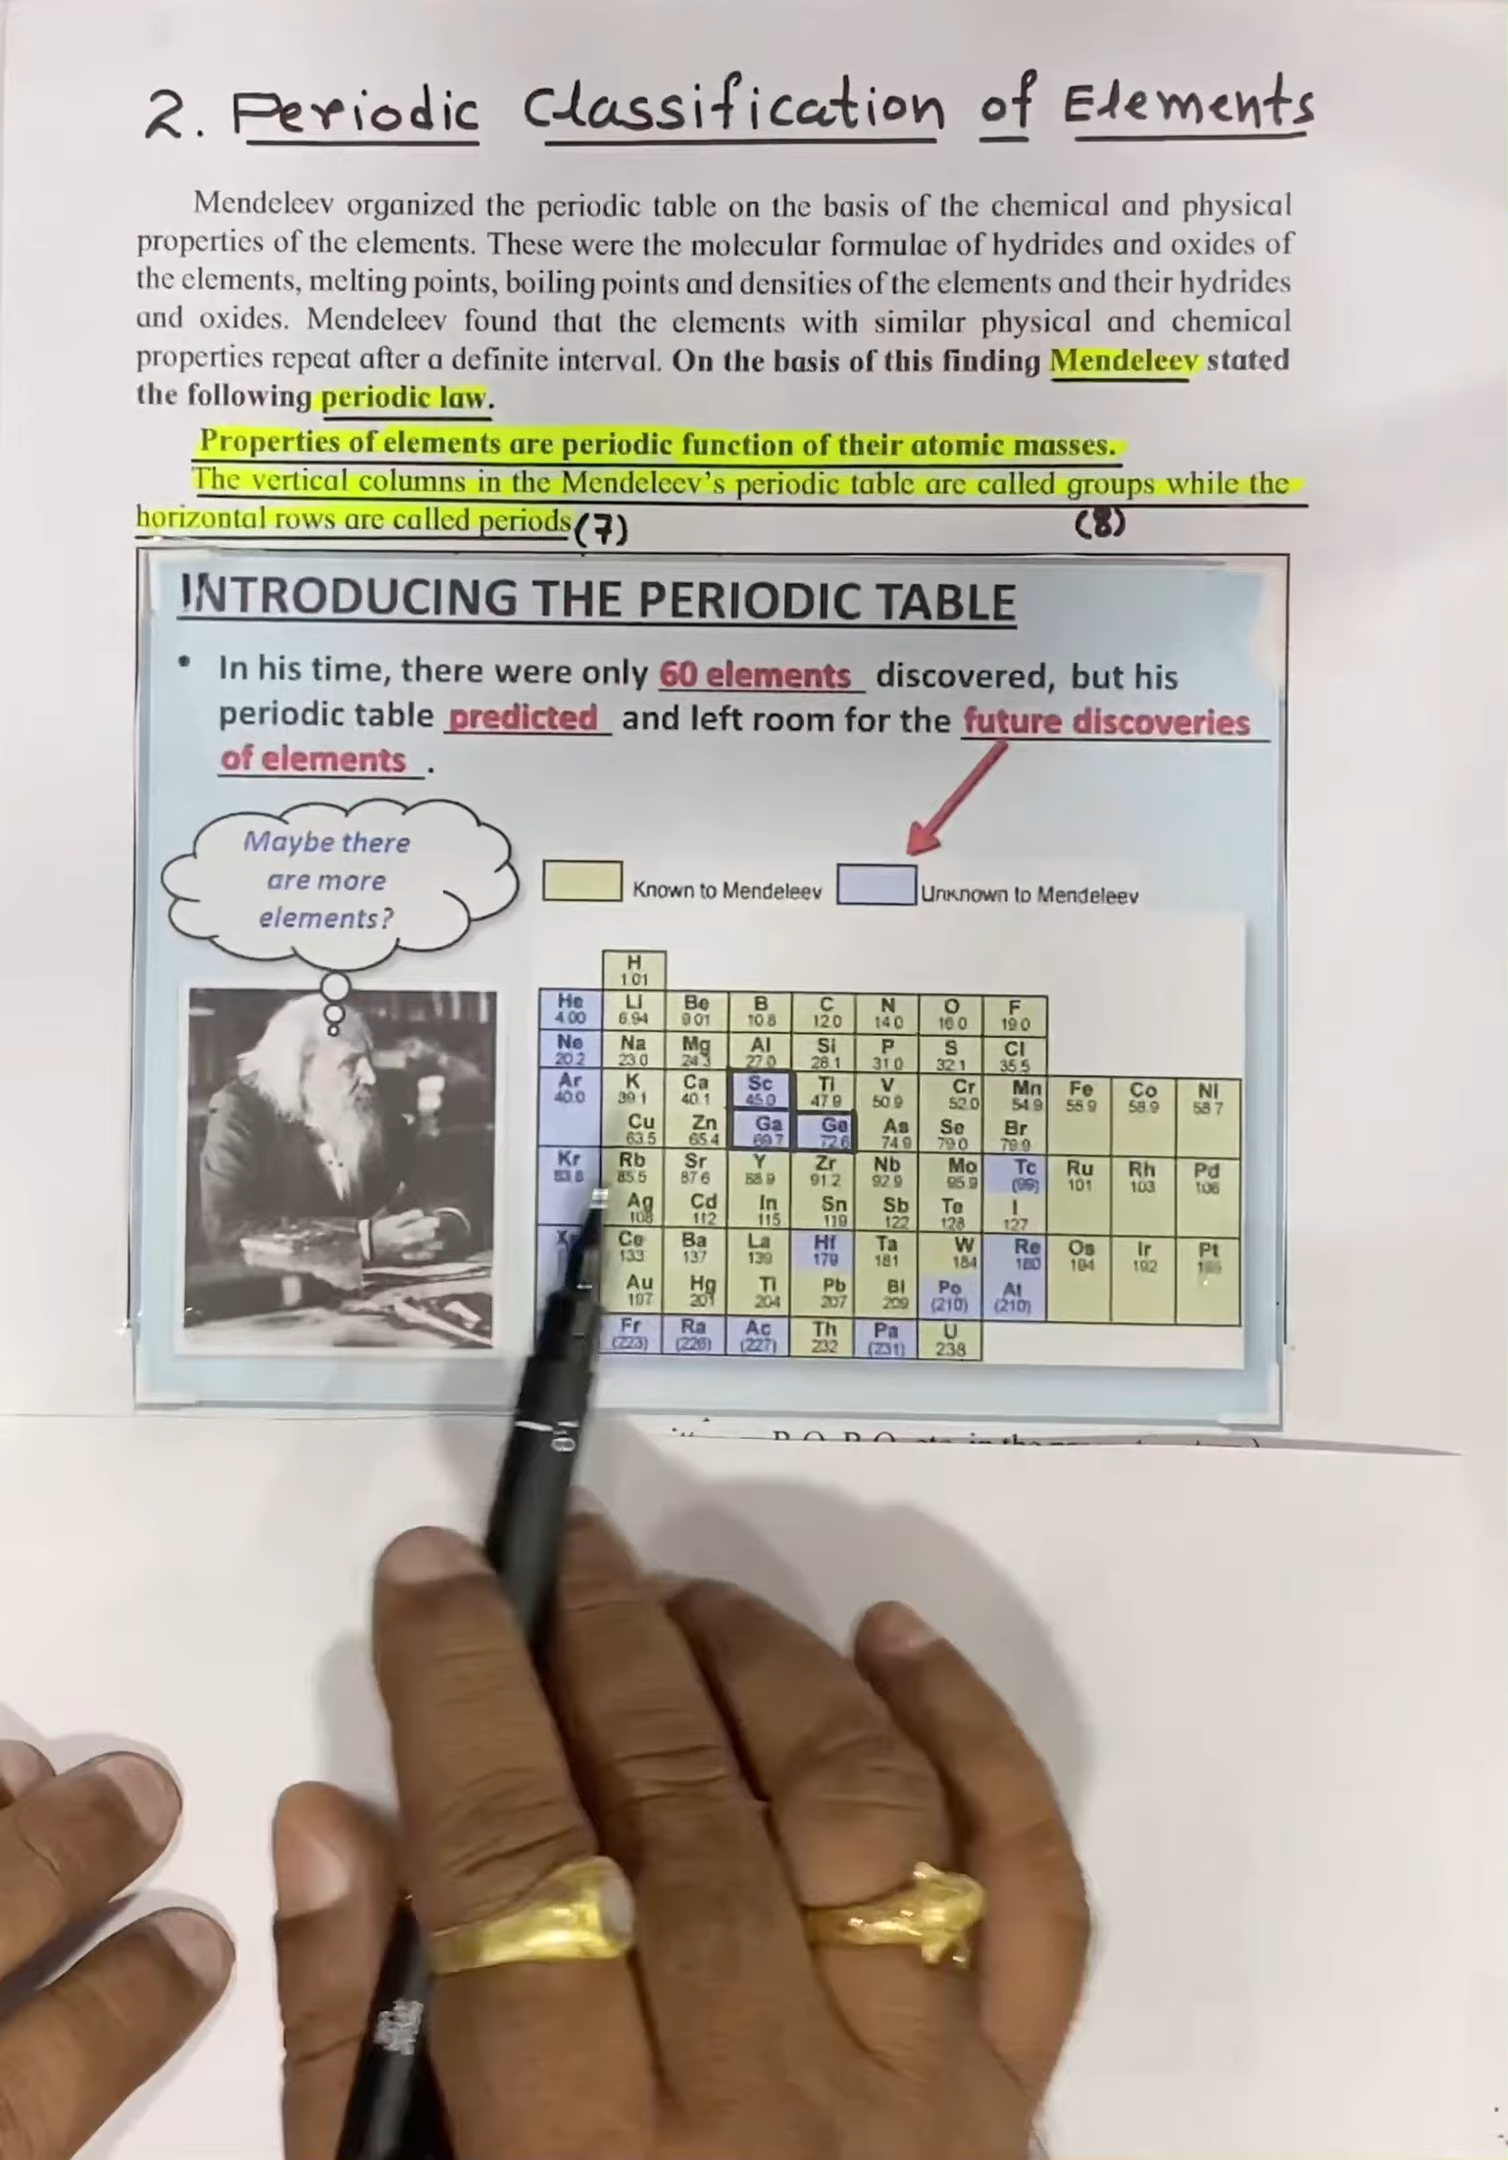 2. Periodic Classification of Elements
Mendeleev organized the periodic table on the basis of the chemical and physical
properties of the elements. These were the molecular formulae of hydrides and oxides of
the elements, melting points, boiling points and densities of the elements and their hydrides
and oxides. Mendeleev found that the elements with similar physical and chemical
properties repeat after a definite interval. On the basis of this finding Mendeleev stated
the following periodic law.
Properties of elements are periodic function of their atomic masses.
The vertical columns in the Mendeleev's periodic table are called groups while the
horizontal rows are called periods (7) (8)
INTRODUCING THE PERIODIC TABLE
• In his time, there were only 60 elements discovered, but his
periodic table predicted and left room for the future discoveries
of elements .
Maybe there
are more
elements?
Known to Mendeleev Unknown to Mendeleev
H
1.01
He Li Be B C N O F
4.00 6.94 9.01 10.8 12.0 14.0 16.0 19.0
Ne Na Mg Al Si P S Cl
20.2 23.0 24.3 27.0 28.1 31.0 32.1 35.5
Ar K Ca Sc Ti V Cr Mn Fe Co Ni
40.0 39.1 40.1 45.0 47.9 50.9 52.0 54.9 55.9 58.9 58.7
Cu Zn Ga Ge As Se Br
63.5 65.4 69.7 72.6 74.9 79.0 79.9
Kr Rb Sr Y Zr Nb Mo Tc Ru Rh Pd
83.8 85.5 87.6 88.9 91.2 92.9 95.9 (99) 101 103 106
Ag Cd In Sn Sb Te I
108 112 115 119 122 128 127
Ce Ba La Hf Ta W Re Os Ir Pt
133 137 139 179 181 184 180 194 192
Au Hg Tl Pb Bi Po At
197 201 204 207 209 (210) (210)
Fr Ra Ac Th Pa U
(223) (226) (227) 232 (231) 238